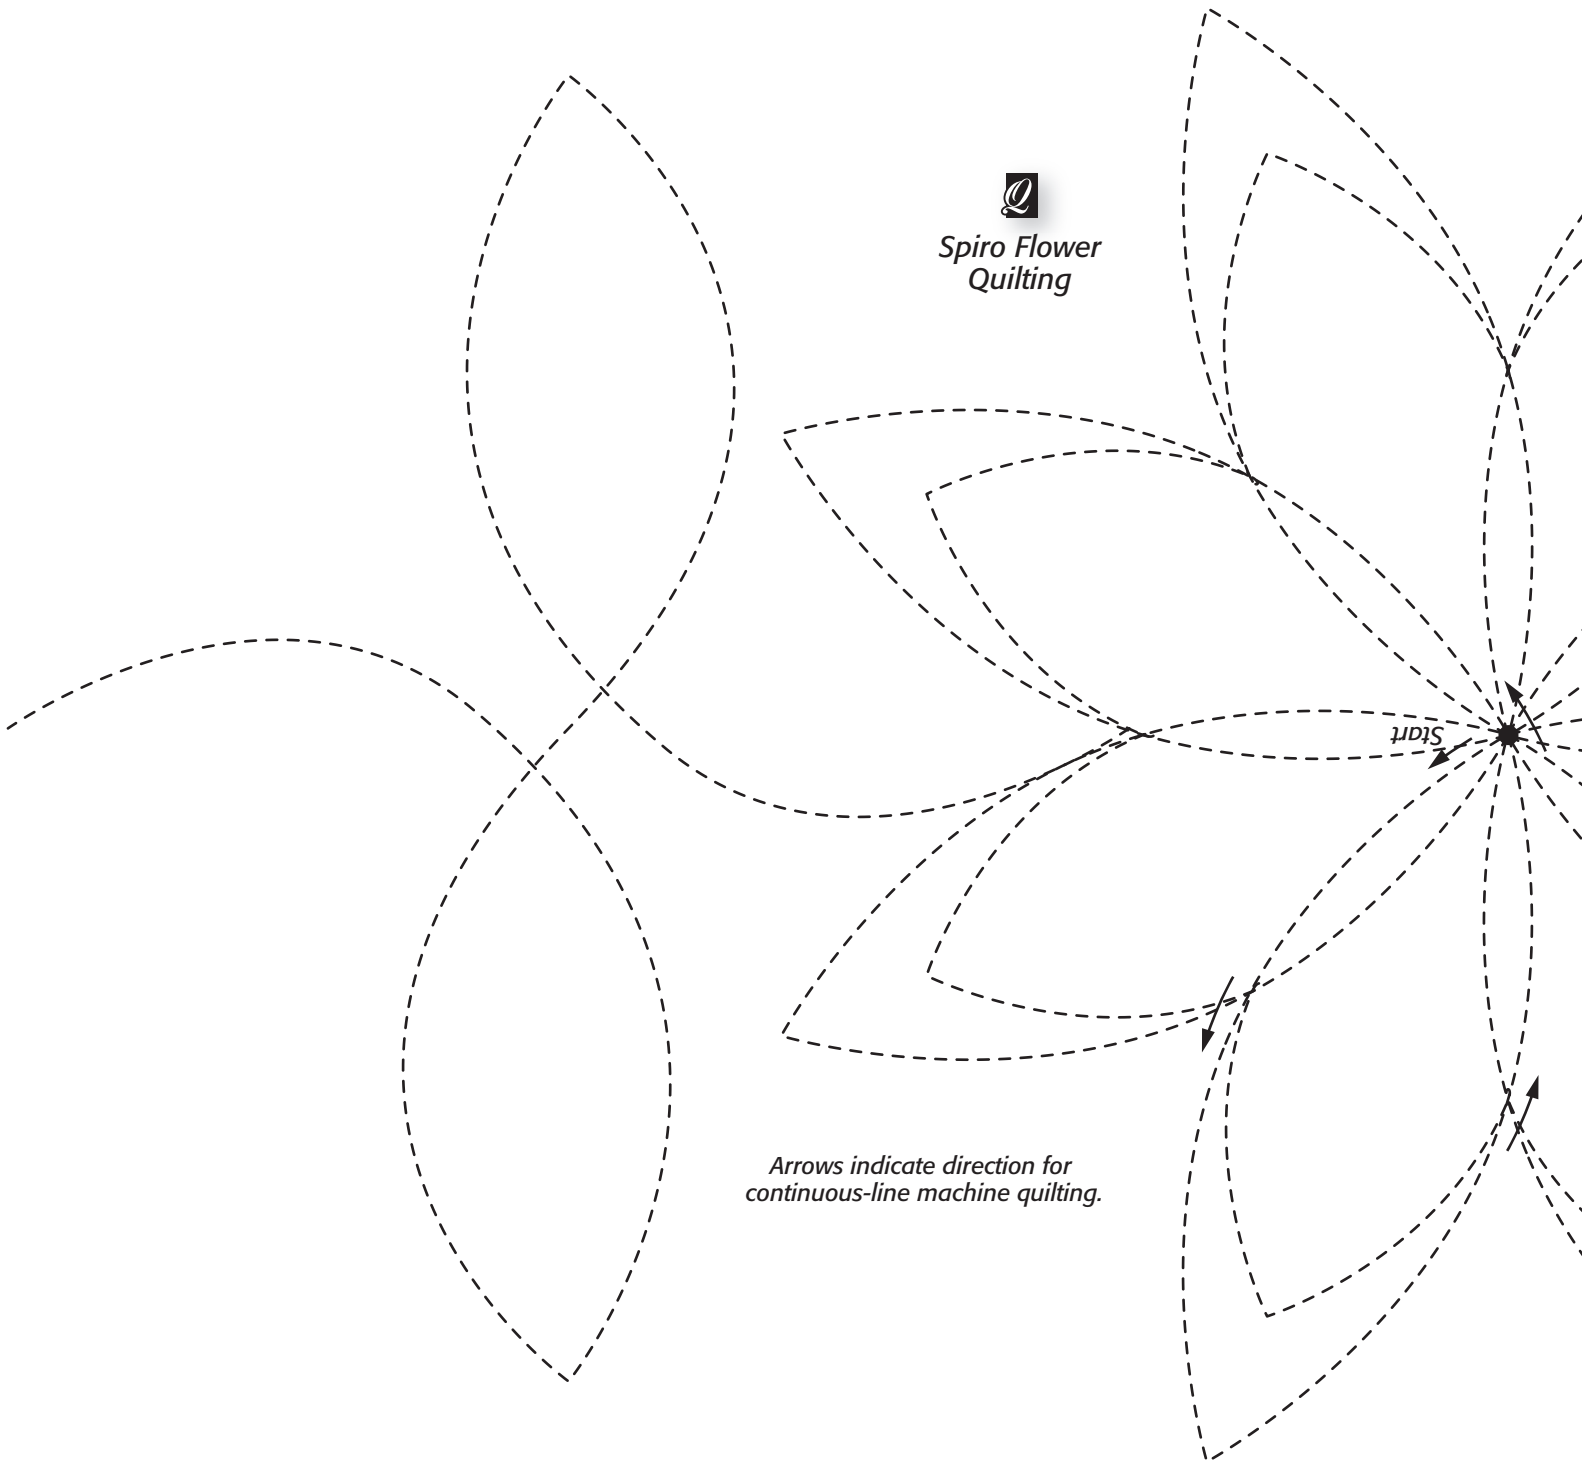 Q
Spiro Flower
Quilting
Start
Arrows indicate direction for
continuous-line machine quilting.